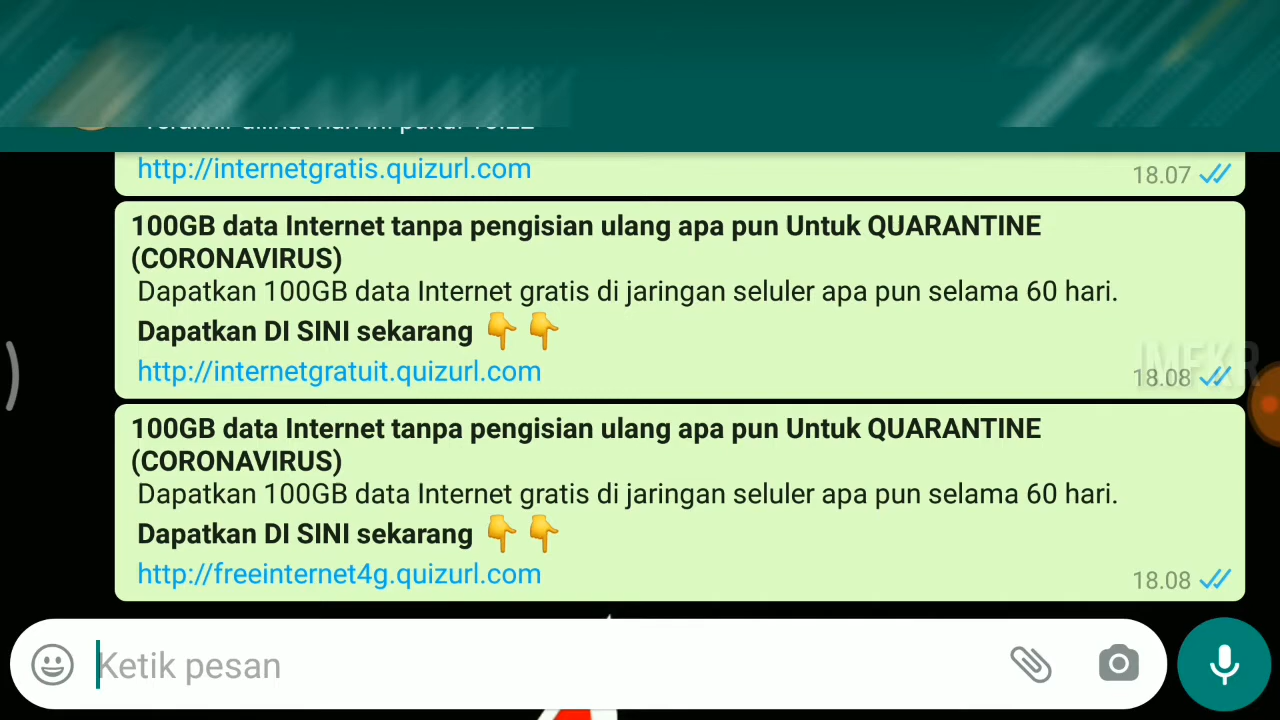 http://internetgratis.quizurl.com
18.07
100GB data Internet tanpa pengisian ulang apa pun Untuk QUARANTINE
(CORONAVIRUS)
Dapatkan 100GB data Internet gratis di jaringan seluler apa pun selama 60 hari.
Dapatkan DI SINI sekarang 👇 👇
http://internetgratuit.quizurl.com
18.08
100GB data Internet tanpa pengisian ulang apa pun Untuk QUARANTINE
(CORONAVIRUS)
Dapatkan 100GB data Internet gratis di jaringan seluler apa pun selama 60 hari.
Dapatkan DI SINI sekarang 👇 👇
http://freeinternet4g.quizurl.com
18.08
Ketik pesan